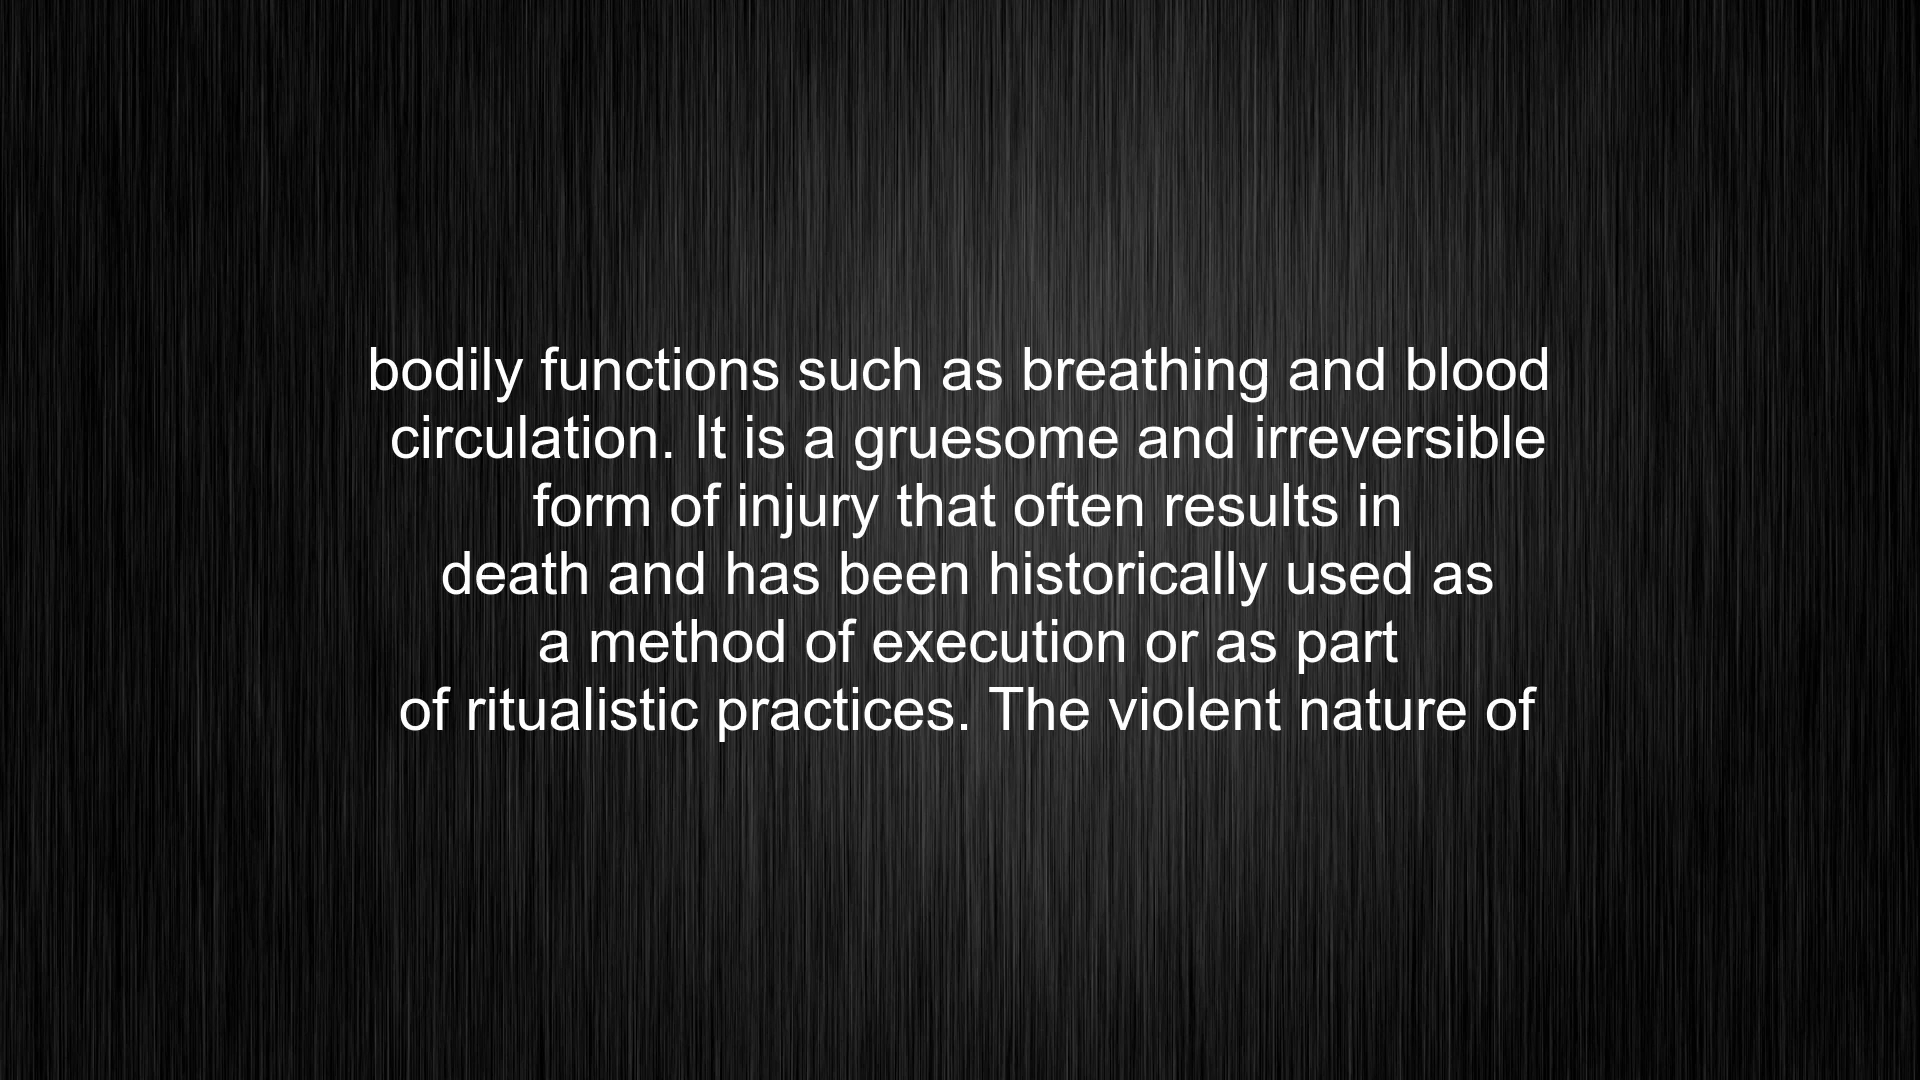 bodily functions such as breathing and blood
circulation. It is a gruesome and irreversible
form of injury that often results in
death and has been historically used as
a method of execution or as part
of ritualistic practices. The violent nature of